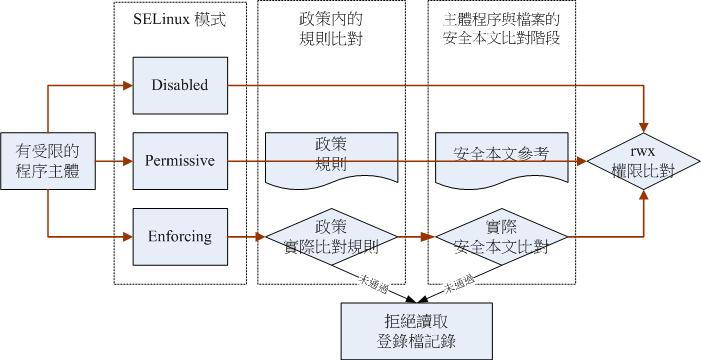 SELinux 模式
政策內的
規則比對
主體程序與檔案的
安全本文比對階段
Disabled
有受限的
程序主體
Permissive
政策
規則
安全本文參考
rwx
權限比對
Enforcing
政策
實際比對規則
實際
安全本文比對
未通過
未通過
拒絕讀取
登錄檔記錄